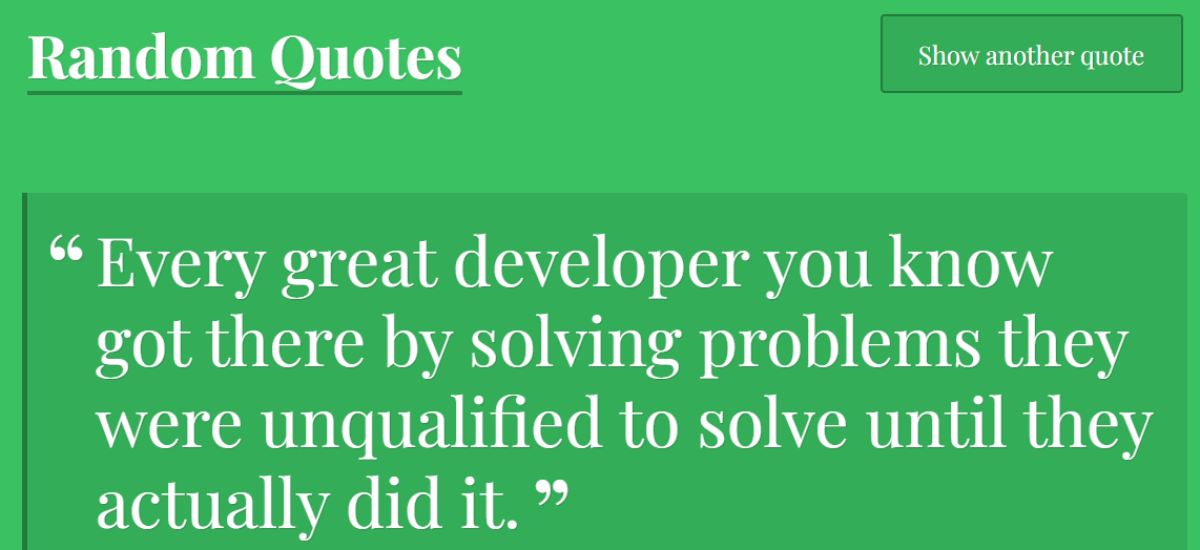 Random Quotes
Show another quote
“ Every great developer you know
got there by solving problems they
were unqualified to solve until they
actually did it. ”